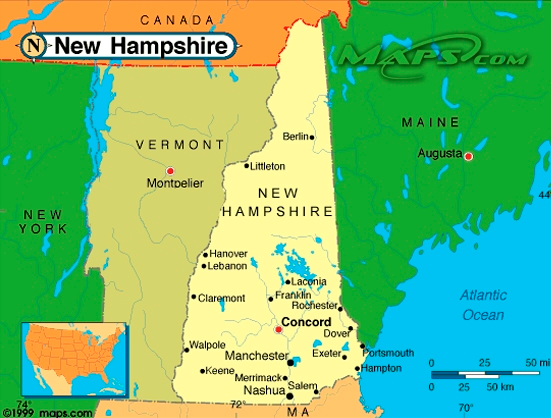 CANADA
N
New Hampshire
MAPS.COM
MAINE
Augusta
VERMONT
Montpelier
Berlin
Littleton
NEW
HAMPSHIRE
NEW
YORK
44°
Hanover
Lebanon
Laconia
Franklin
Rochester
Claremont
Concord
Dover
Atlantic
Ocean
Walpole
Keene
Manchester
Exeter
Portsmouth
Hampton
Merrimack
Nashua
Salem
0 25 50 mi
0 25 50 km
©1999 maps.com
72°
MA
70°